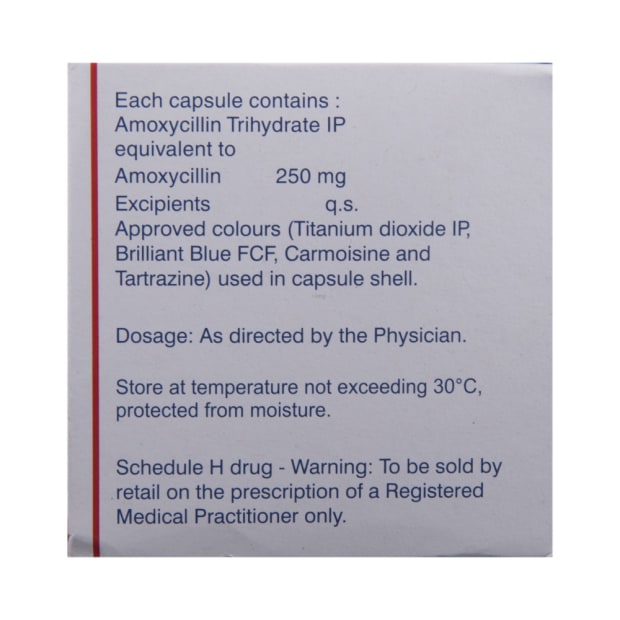 Each capsule contains :
Amoxycillin Trihydrate IP
equivalent to
Amoxycillin 250 mg
Excipients q.s.
Approved colours (Titanium dioxide IP,
Brilliant Blue FCF, Carmoisine and
Tartrazine) used in capsule shell.
Dosage: As directed by the Physician.
Store at temperature not exceeding 30°C,
protected from moisture.
Schedule H drug - Warning: To be sold by
retail on the prescription of a Registered
Medical Practitioner only.